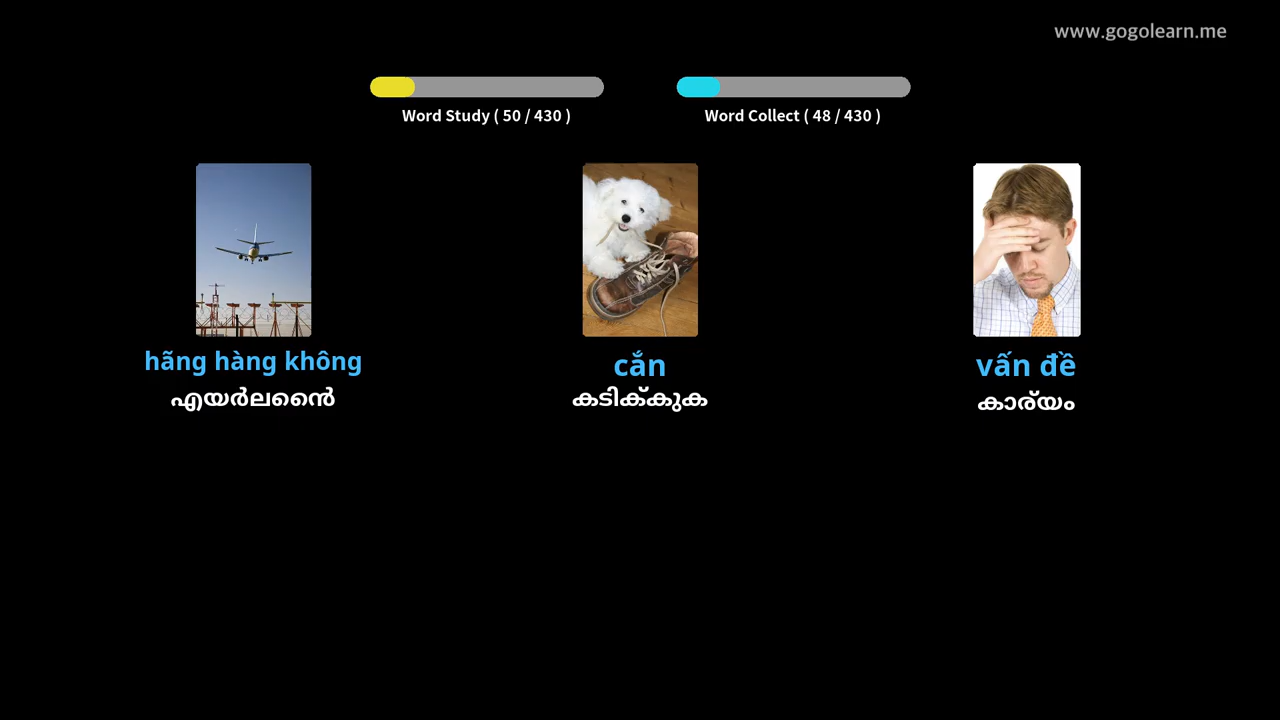 www.gogolearn.me
Word Study ( 50 / 430 )
Word Collect ( 48 / 430 )
hãng hàng không
എയർലൈൻ
cắn
കടിക്കുക
vấn đề
കാര്യം